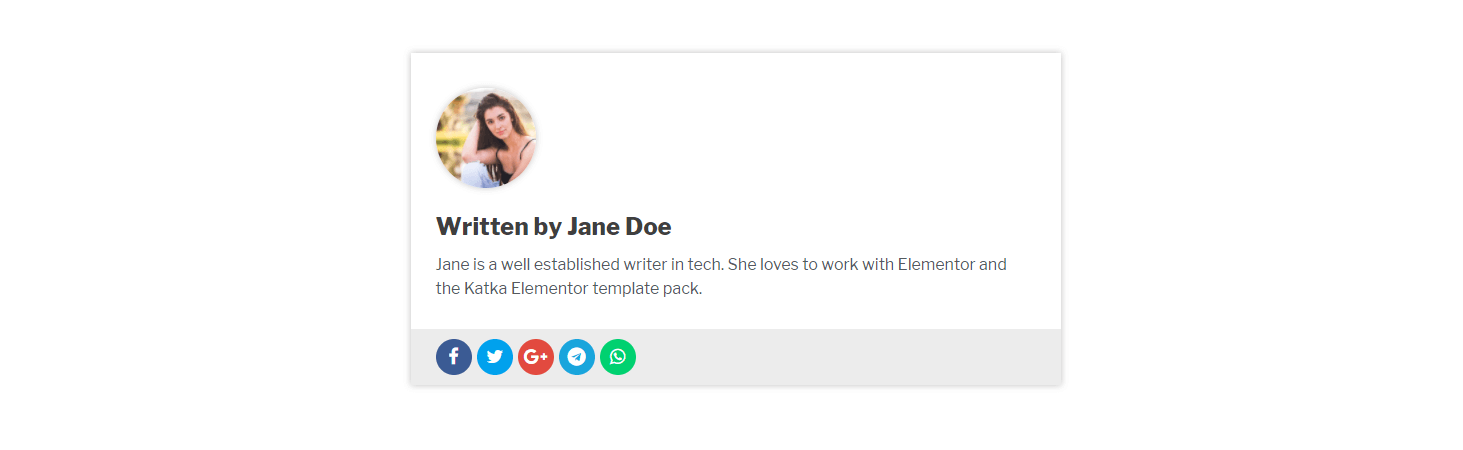 Written by Jane Doe
Jane is a well established writer in tech. She loves to work with Elementor and
the Katka Elementor template pack.